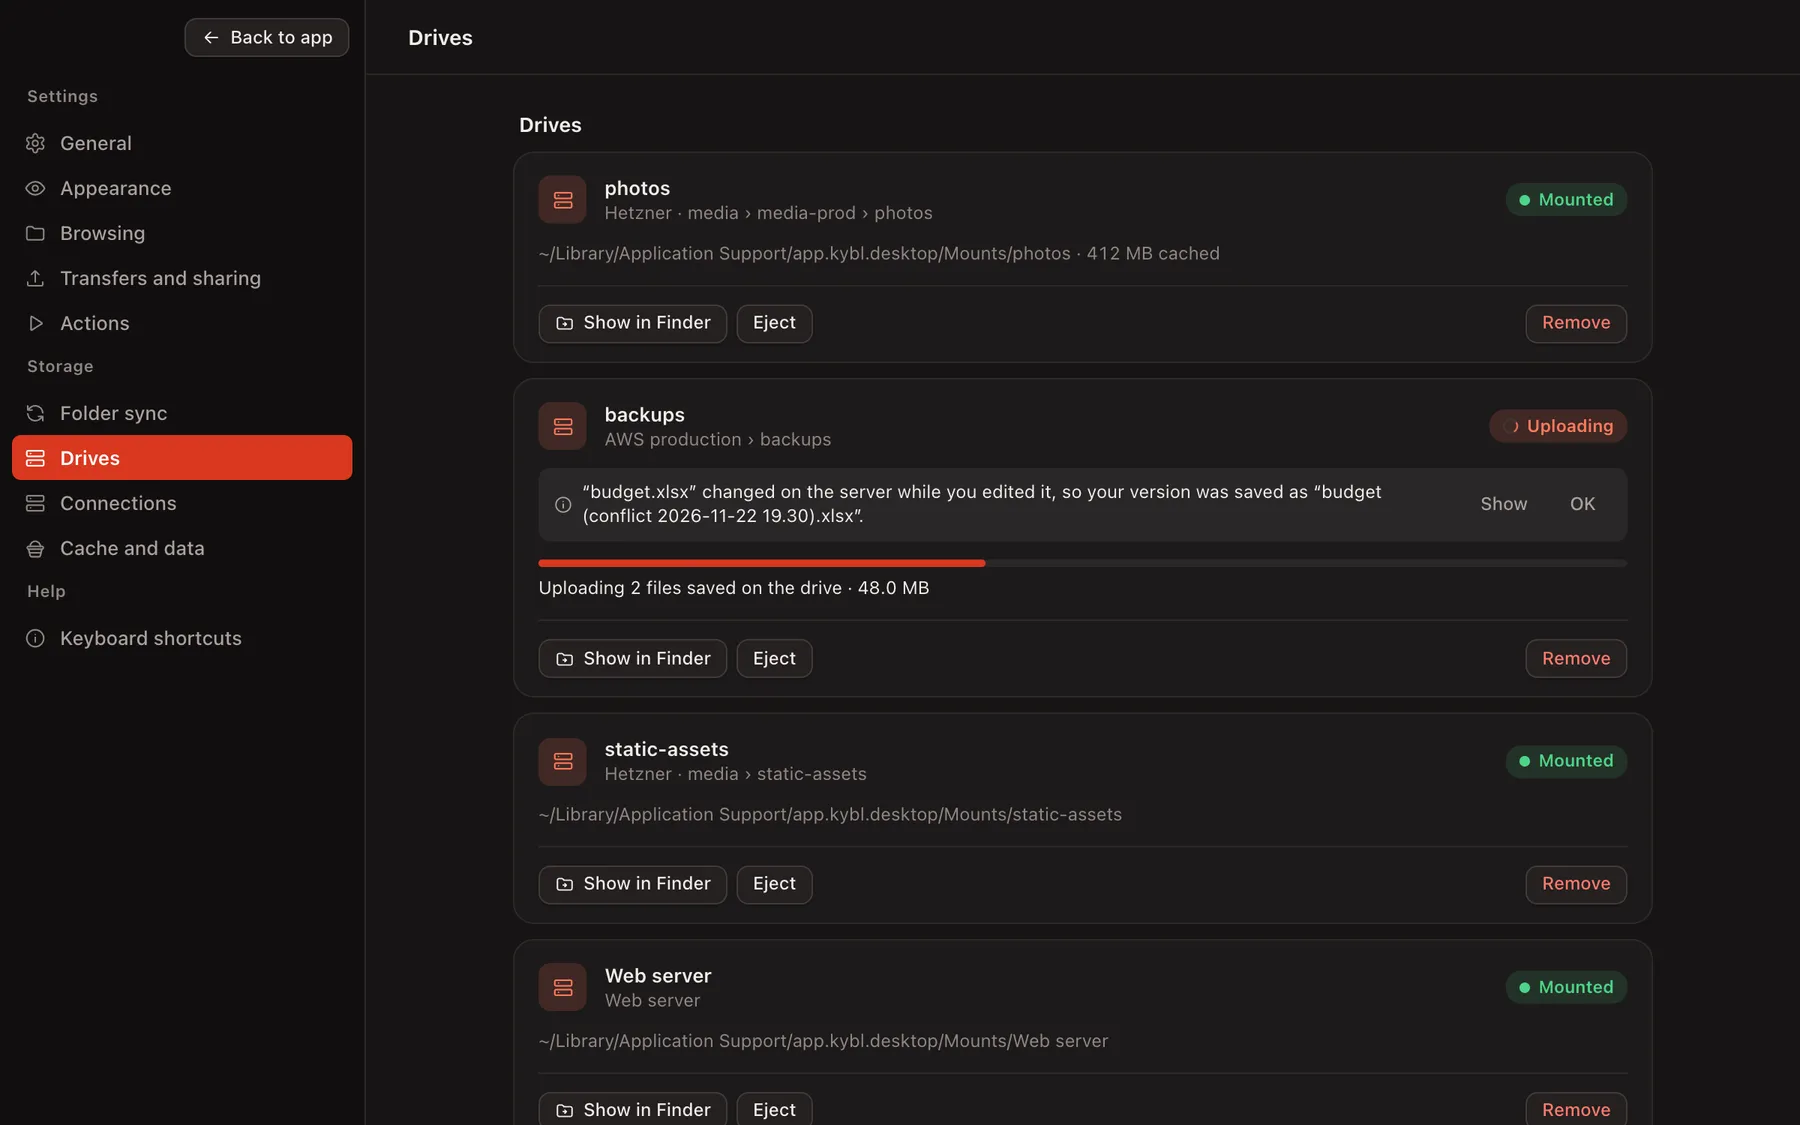 Back to app
Settings
General
Appearance
Browsing
Transfers and sharing
Actions
Storage
Folder sync
Drives
Connections
Cache and data
Help
Keyboard shortcuts
Drives
Drives
photos
Hetzner · media › media-prod › photos
Mounted
~/Library/Application Support/app.kybl.desktop/Mounts/photos · 412 MB cached
Show in Finder
Eject
Remove
backups
AWS production › backups
Uploading
“budget.xlsx” changed on the server while you edited it, so your version was saved as “budget
(conflict 2026-11-22 19.30).xlsx”.
Show
OK
Uploading 2 files saved on the drive · 48.0 MB
Show in Finder
Eject
Remove
static-assets
Hetzner · media › static-assets
Mounted
~/Library/Application Support/app.kybl.desktop/Mounts/static-assets
Show in Finder
Eject
Remove
Web server
Web server
Mounted
~/Library/Application Support/app.kybl.desktop/Mounts/Web server
Show in Finder
Eject
Remove